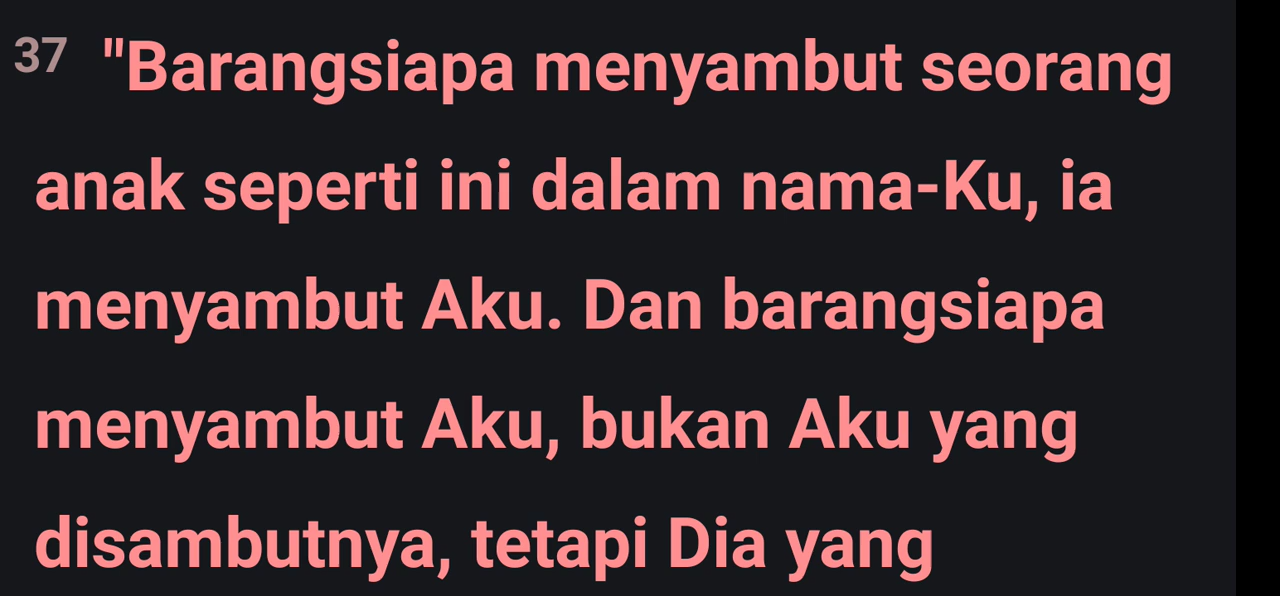 37 "Barangsiapa menyambut seorang
anak seperti ini dalam nama-Ku, ia
menyambut Aku. Dan barangsiapa
menyambut Aku, bukan Aku yang
disambutnya, tetapi Dia yang